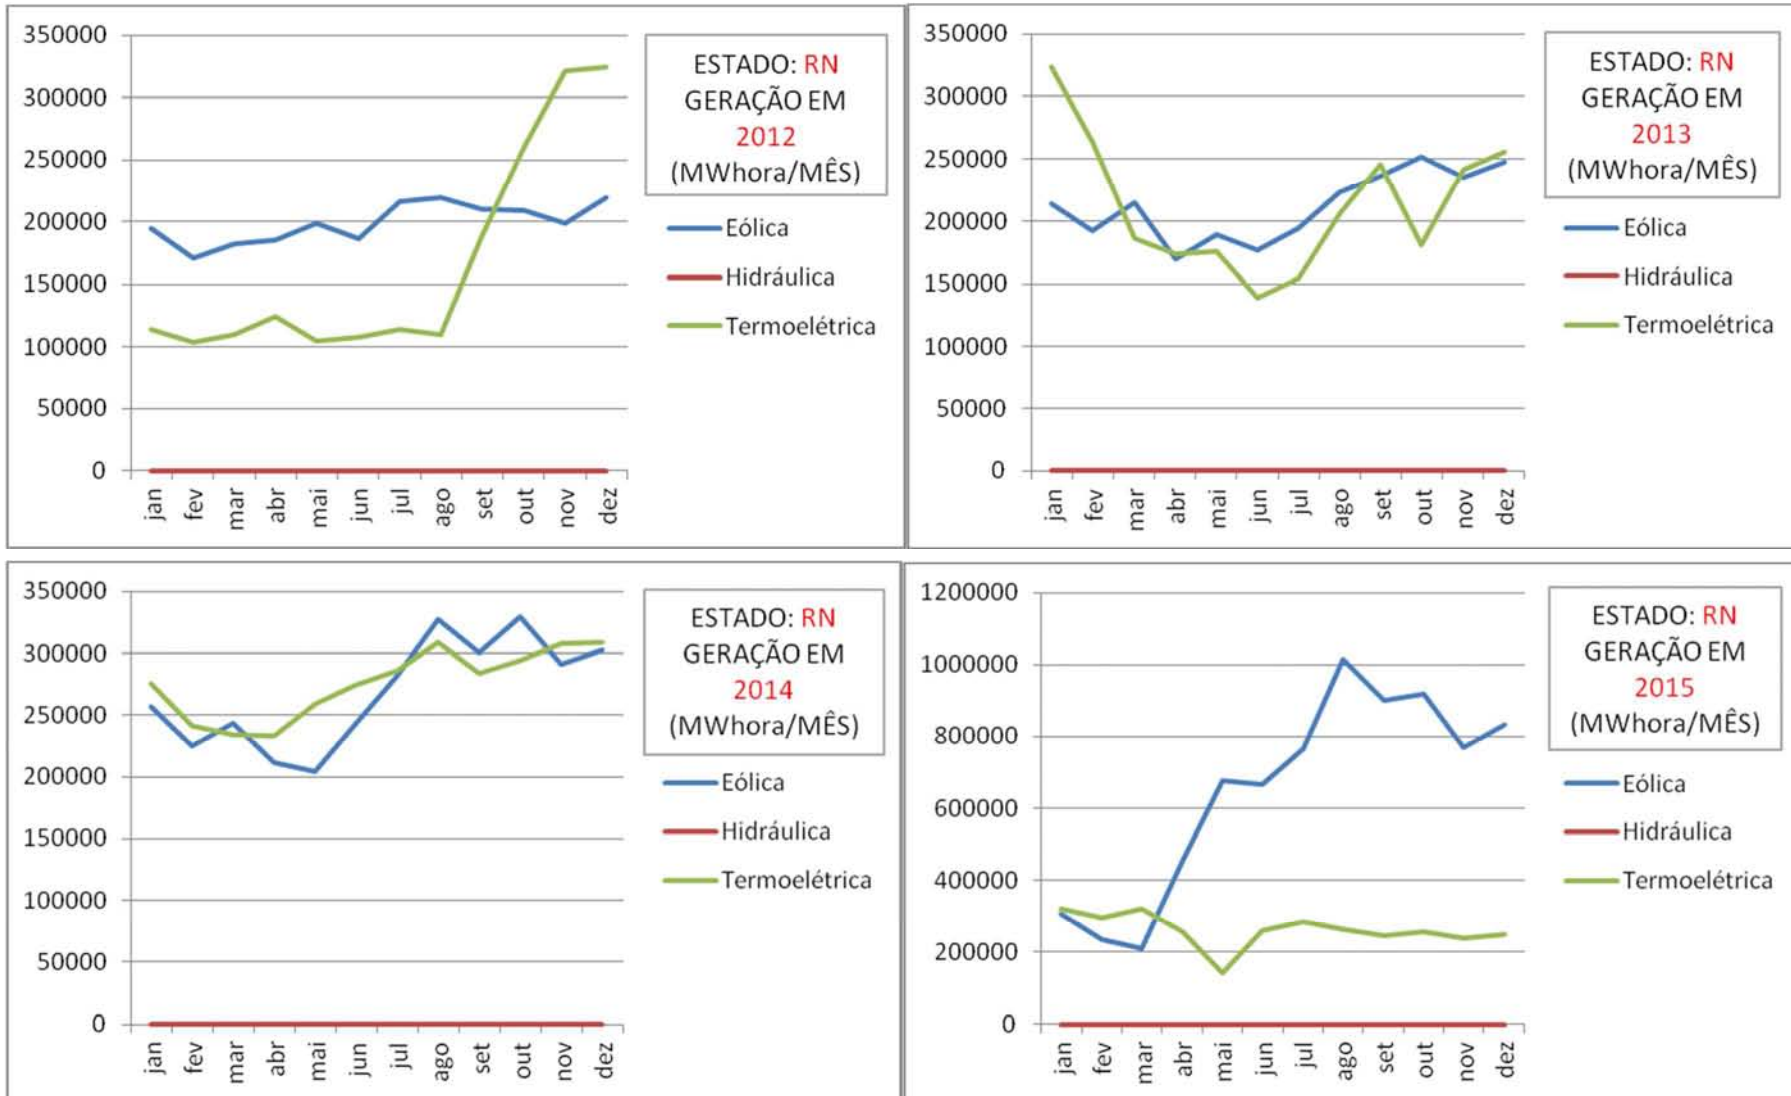 350000
300000
250000
200000
150000
100000
50000
0
jan
fev
mar
abr
mai
jun
jul
ago
set
out
nov
dez
ESTADO: RN
GERAÇÃO EM
2012
(MWhora/MÊS)
Eólica
Hidráulica
Termoelétrica
350000
300000
250000
200000
150000
100000
50000
0
jan
fev
mar
abr
mai
jun
jul
ago
set
out
nov
dez
ESTADO: RN
GERAÇÃO EM
2013
(MWhora/MÊS)
Eólica
Hidráulica
Termoelétrica
350000
300000
250000
200000
150000
100000
50000
0
jan
fev
mar
abr
mai
jun
jul
ago
set
out
nov
dez
ESTADO: RN
GERAÇÃO EM
2014
(MWhora/MÊS)
Eólica
Hidráulica
Termoelétrica
1200000
1000000
800000
600000
400000
200000
0
jan
fev
mar
abr
mai
jun
jul
ago
set
out
nov
dez
ESTADO: RN
GERAÇÃO EM
2015
(MWhora/MÊS)
Eólica
Hidráulica
Termoelétrica